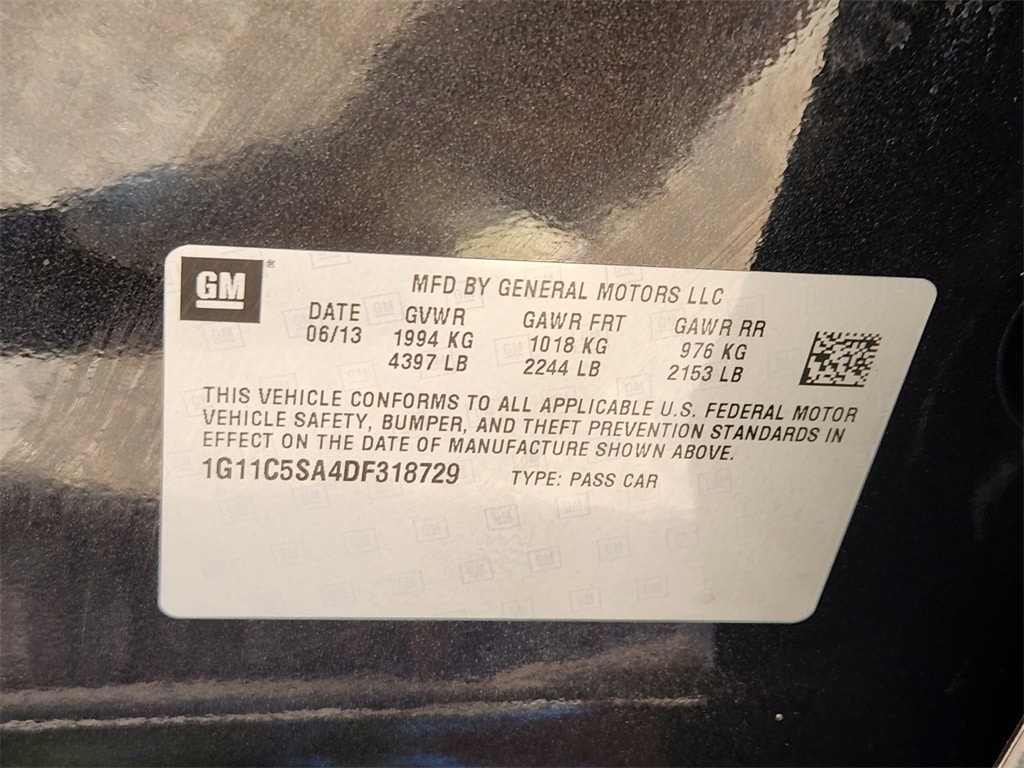 GM ®
MFD BY GENERAL MOTORS LLC
DATE GVWR GAWR FRT GAWR RR
06/13 1994 KG 1018 KG 976 KG
4397 LB 2244 LB 2153 LB
THIS VEHICLE CONFORMS TO ALL APPLICABLE U.S. FEDERAL MOTOR
VEHICLE SAFETY, BUMPER, AND THEFT PREVENTION STANDARDS IN
EFFECT ON THE DATE OF MANUFACTURE SHOWN ABOVE.
1G11C5SA4DF318729 TYPE: PASS CAR